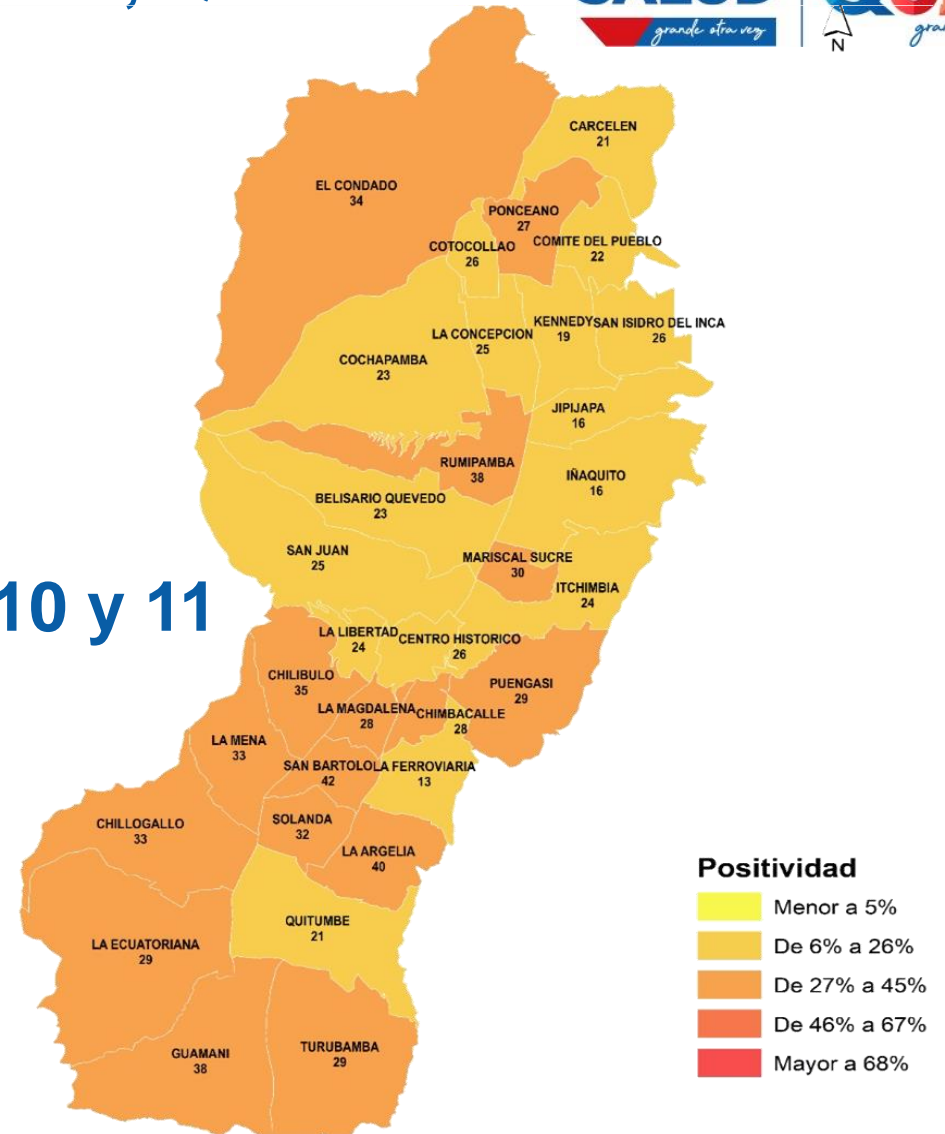 SALUD
grande otra vez
N
CARCELEN
21
EL CONDADO
34
PONCEANO
27
COTOCOLLAO
26
COMITE DEL PUEBLO
22
LA CONCEPCION
25
KENNEDY
19
SAN ISIDRO DEL INCA
26
COCHAPAMBA
23
JIPIJAPA
16
RUMIPAMBA
38
IÑAQUITO
16
BELISARIO QUEVEDO
23
SAN JUAN
25
MARISCAL SUCRE
30
ITCHIMBIA
24
10 y 11
LA LIBERTAD
24
CENTRO HISTORICO
26
CHILIBULO
35
PUENGASI
29
LA MAGDALENA
28
CHIMBACALLE
28
LA MENA
33
SAN BARTOLO
42
LA FERROVIARIA
13
CHILLOGALLO
33
SOLANDA
32
LA ARGELIA
40
QUITUMBE
21
LA ECUATORIANA
29
GUAMANI
38
TURUBAMBA
29
Positividad
Menor a 5%
De 6% a 26%
De 27% a 45%
De 46% a 67%
Mayor a 68%